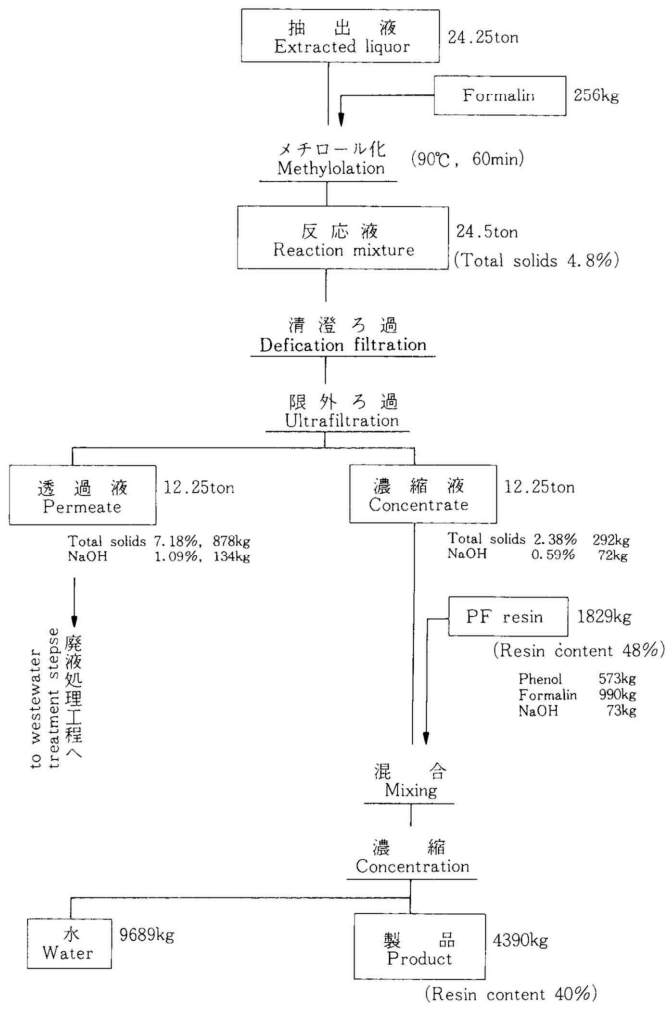 抽出液
Extracted liquor
24.25ton
Formalin
256kg
メチロール化
Methylolation
(90℃, 60min)
反応液
Reaction mixture
24.5ton
(Total solids 4.8%)
清澄ろ過
Defication filtration
限外ろ過
Ultrafiltration
透過液
Permeate
12.25ton
Total solids 7.18%, 878kg
NaOH 1.09%, 134kg
濃縮液
Concentrate
12.25ton
Total solids 2.38% 292kg
NaOH 0.59% 72kg
廃液処理工程へ
to westewater
treatment stepse
PF resin
1829kg
(Resin content 48%)
Phenol 573kg
Formalin 990kg
NaOH 73kg
混合
Mixing
濃縮
Concentration
水
Water
9689kg
製品
Product
4390kg
(Resin content 40%)